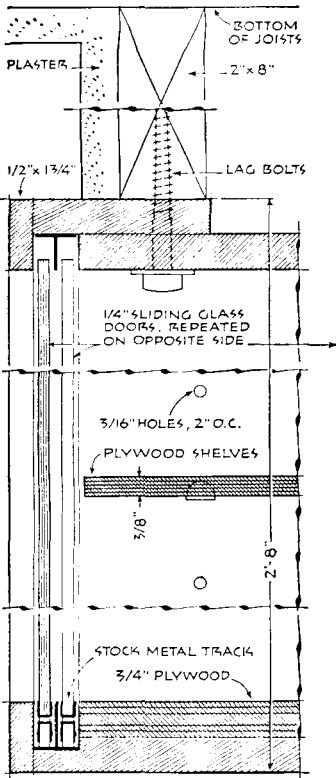 BOTTOM
OF JOISTS
PLASTER
2" x 8"
1/2" x 1 3/4"
LAG BOLTS
1/4" SLIDING GLASS
DOORS. REPEATED
ON OPPOSITE SIDE
3/16" HOLES, 2" O.C.
PLYWOOD SHELVES
3/8"
2'-8"
STOCK METAL TRACK
3/4" PLYWOOD